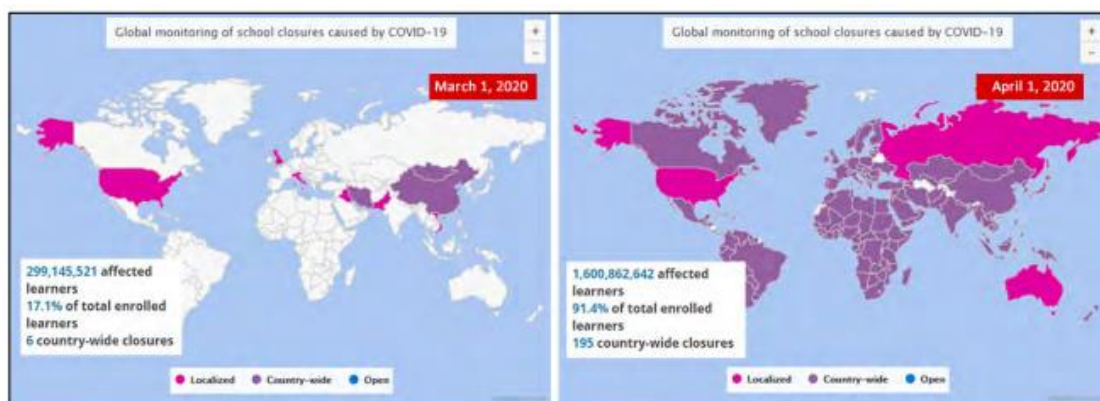 Global monitoring of school closures caused by COVID-19
+
-
March 1, 2020
299,145,521 affected
learners
17.1% of total enrolled
learners
6 country-wide closures
Localized
Country-wide
Open
Global monitoring of school closures caused by COVID-19
+
-
April 1, 2020
1,600,862,642 affected
learners
91.4% of total enrolled
learners
195 country-wide closures
Localized
Country-wide
Open